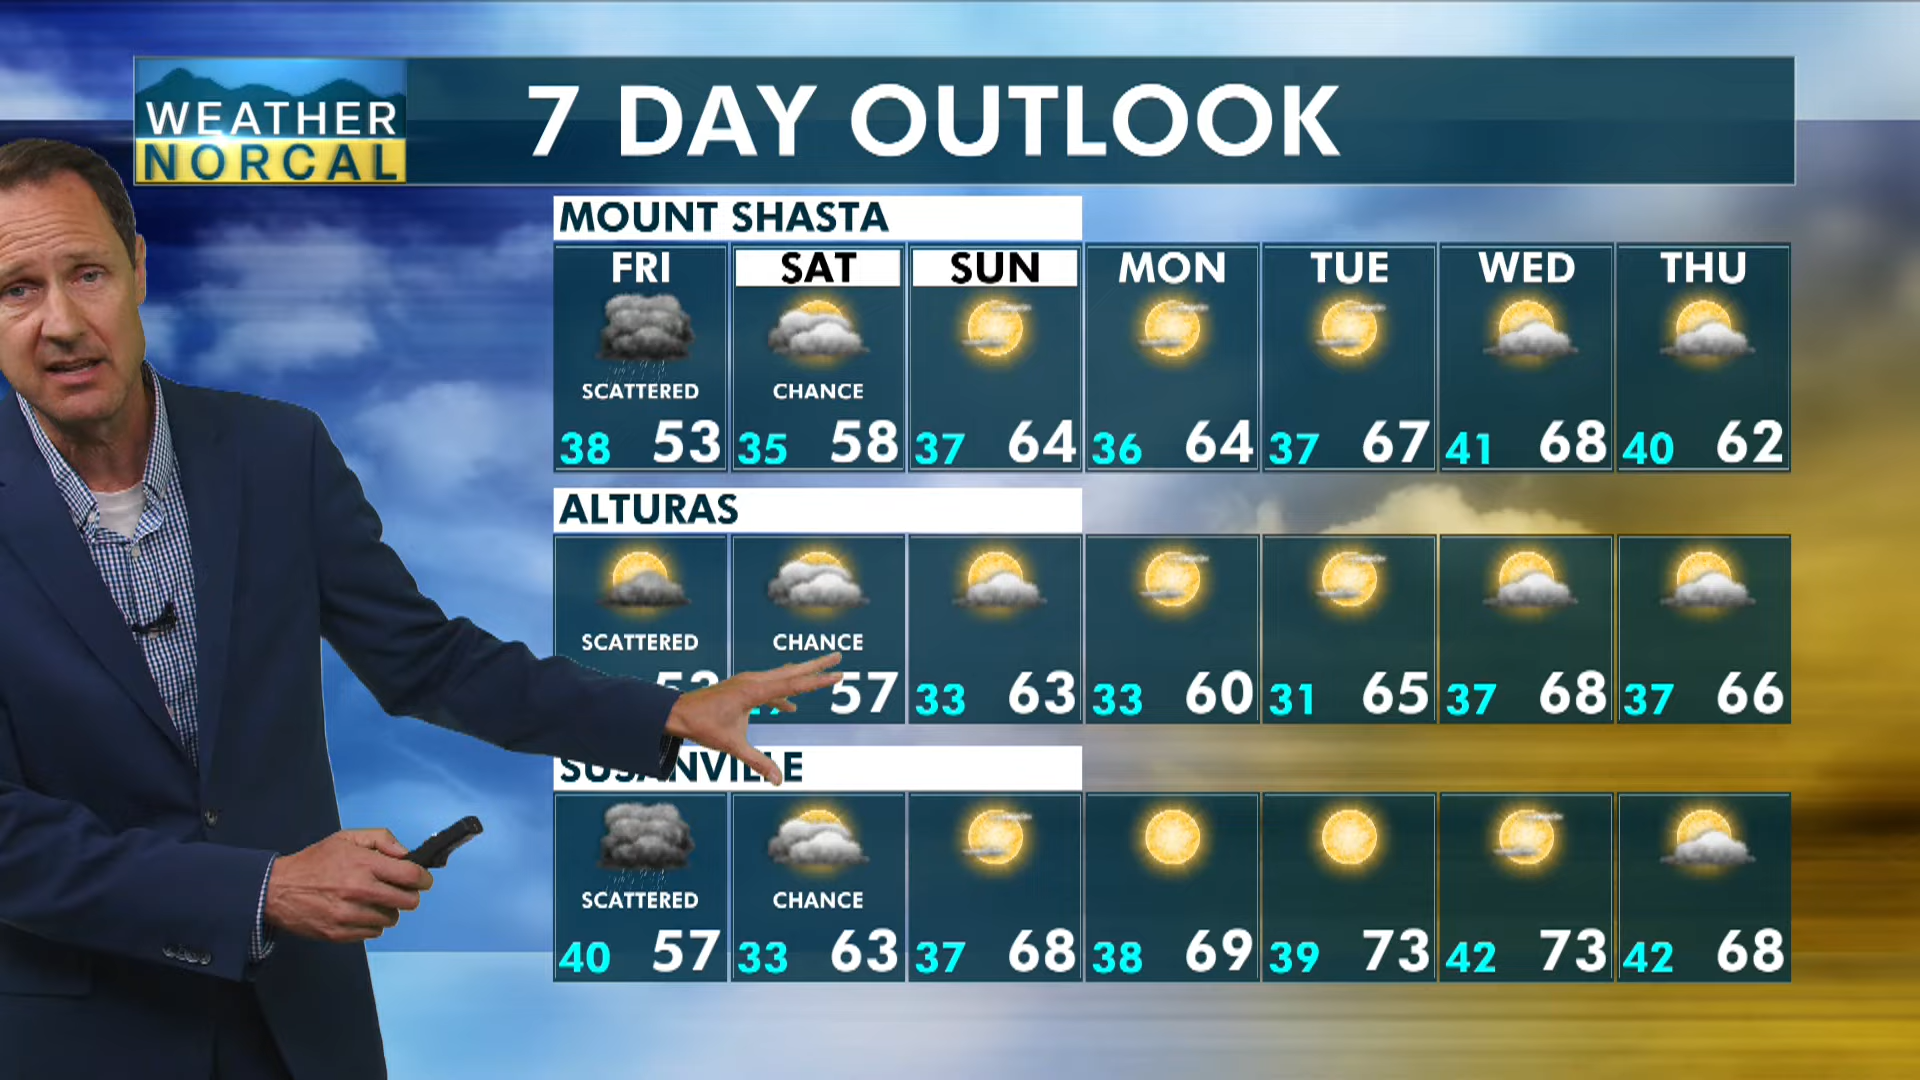 WEATHER
NORCAL
7 DAY OUTLOOK
MOUNT SHASTA
FRI SAT SUN MON TUE WED THU
SCATTERED CHANCE
38 53 35 58 37 64 36 64 37 67 41 68 40 62
ALTURAS
SCATTERED CHANCE
53 57 33 63 33 60 31 65 37 68 37 66
SUSANVILLE
SCATTERED CHANCE
40 57 33 63 37 68 38 69 39 73 42 73 42 68